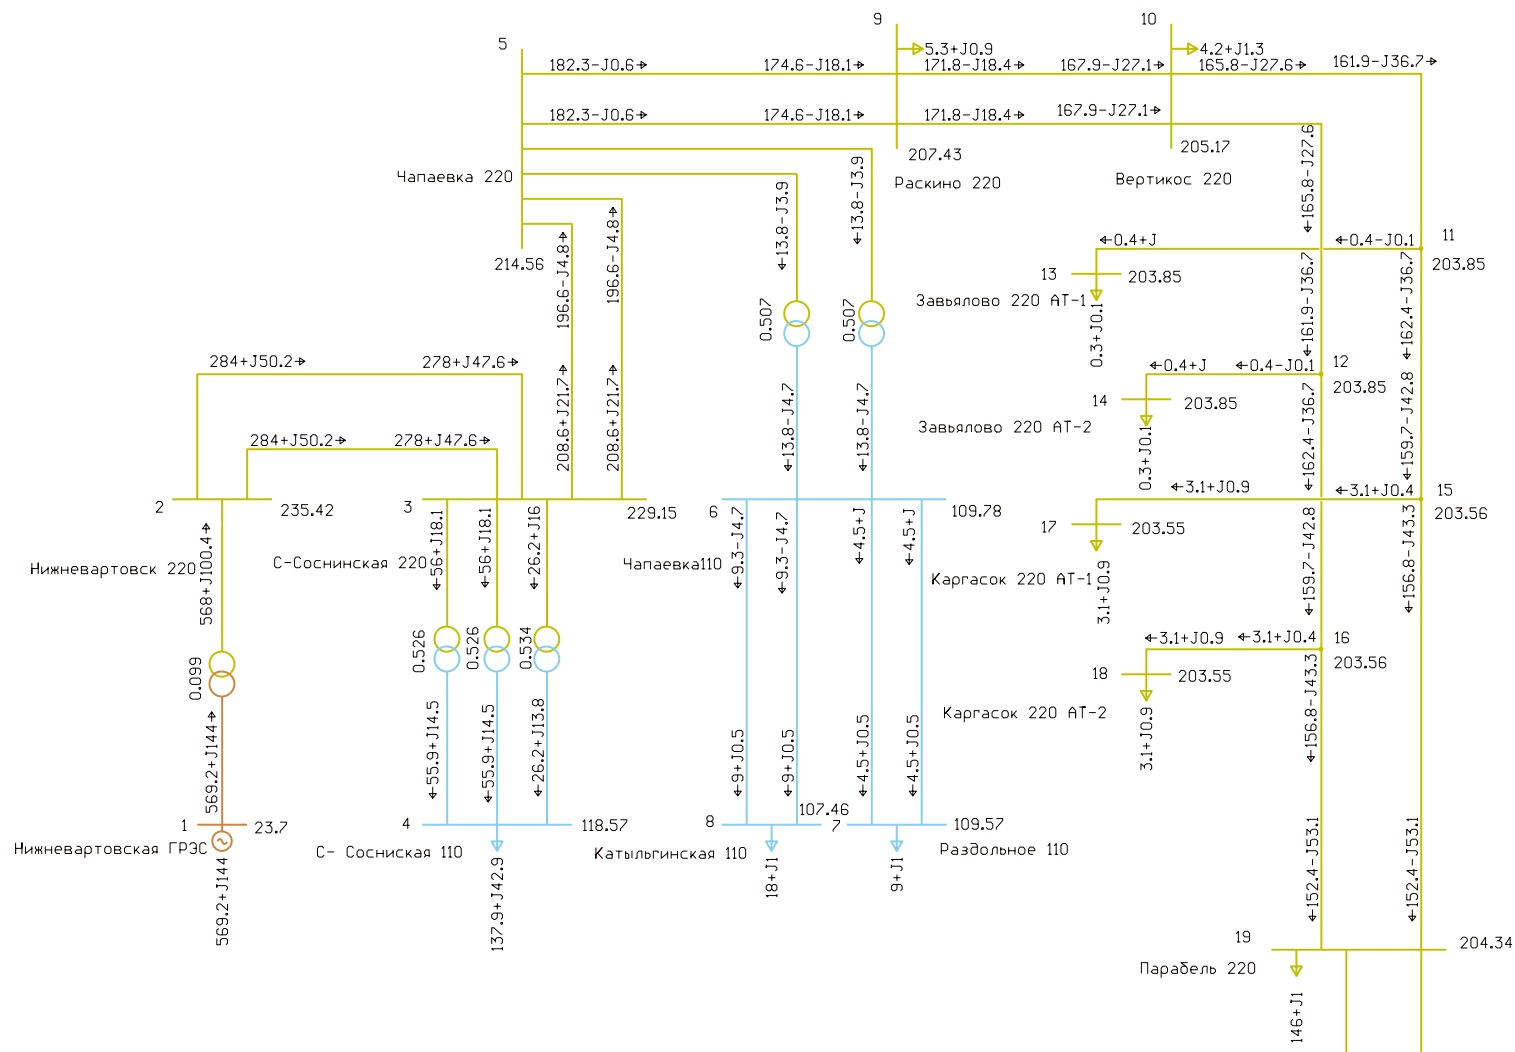 9
10
5
5.3+J0.9
4.2+J1.3
182.3-J0.6
174.6-J18.1
171.8-J18.4
167.9-J27.1
165.8-J27.6
161.9-J36.7
182.3-J0.6
174.6-J18.1
171.8-J18.4
167.9-J27.1
207.43
205.17
Чапаевка 220
Раскино 220
Вертикос 220
165.8-J27.6
13.8-J3.9
13.8-J3.9
196.6-J4.8
196.6-J4.8
214.56
0.4+J
0.4-J0.1
11
203.85
13
203.85
Завьялово 220 АТ-1
0.3+J0.1
161.9-J36.7
162.4-J36.7
0.507
0.507
284+J50.2
278+J47.6
0.4+J
0.4-J0.1
12
203.85
14
203.85
Завьялово 220 АТ-2
0.3+J0.1
208.6+J21.7
208.6+J21.7
13.8-J4.7
13.8-J4.7
162.4-J36.7
159.7-J42.8
284+J50.2
278+J47.6
2
235.42
3
229.15
6
109.78
3.1+J0.9
3.1+J0.4
15
203.56
17
203.55
568+J100.4
Нижневартовск 220
С-Соснинская 220
56+J18.1
56+J18.1
26.2+J16
Чапаевка110
9.3-J4.7
9.3-J4.7
4.5+J
4.5+J
Каргасок 220 АТ-1
3.1+J0.9
159.7-J42.8
156.8-J43.3
0.099
0.526
0.526
0.534
3.1+J0.9
3.1+J0.4
16
203.56
18
203.55
Каргасок 220 АТ-2
3.1+J0.9
156.8-J43.3
569.2+J144
55.9+J14.5
55.9+J14.5
26.2+J13.8
9+J0.5
9+J0.5
4.5+J0.5
4.5+J0.5
1
23.7
4
118.57
8
107.46
7
109.57
Нижневартовская ГРЭС
С- Сосниская 110
Катыльгинская 110
Раздольное 110
569.2+J144
137.9+J42.9
18+J1
9+J1
152.4-J53.1
152.4-J53.1
19
204.34
Парабель 220
146+J1